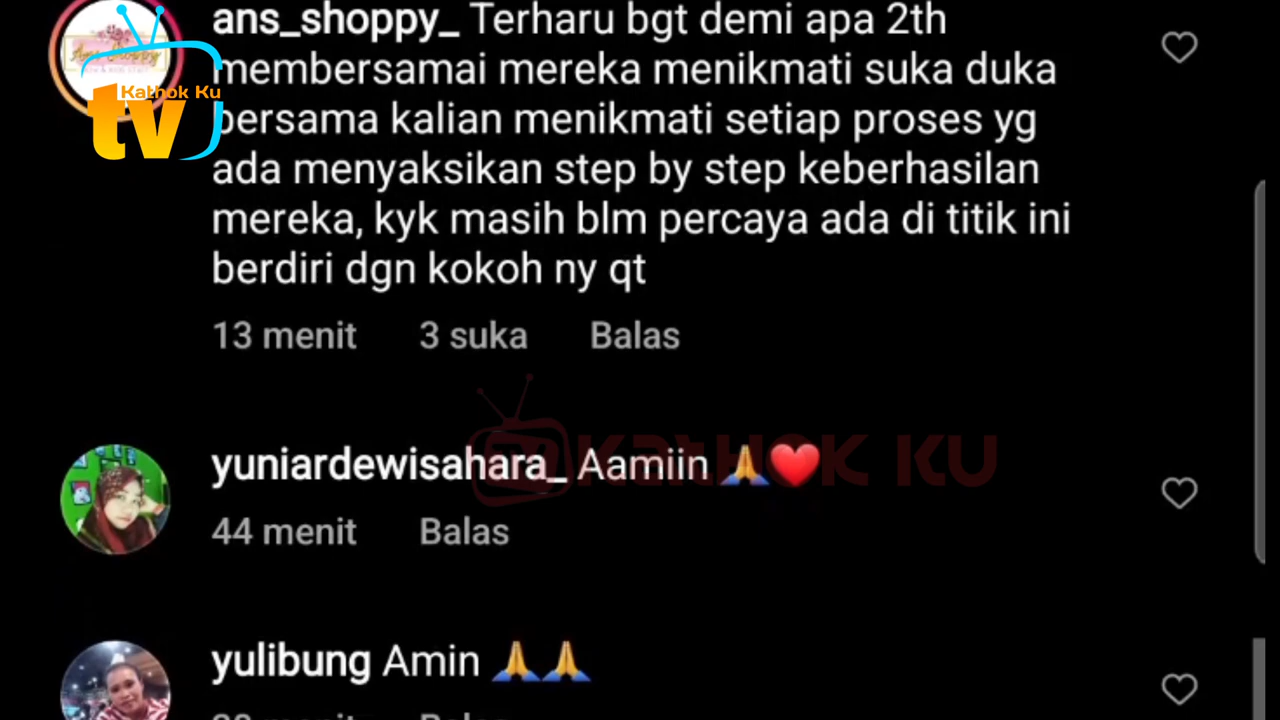 ans_shoppy_ Terharu bgt demi apa 2th
membersamai mereka menikmati suka duka
bersama kalian menikmati setiap proses yg
ada menyaksikan step by step keberhasilan
mereka, kyk masih blm percaya ada di titik ini
berdiri dgn kokoh ny qt
13 menit 3 suka Balas
Kathok Ku
tv
yuniardewisahara_ Aamiin 🙏❤️
44 menit Balas
tv KATHOK KU
yulibung Amin 🙏🙏